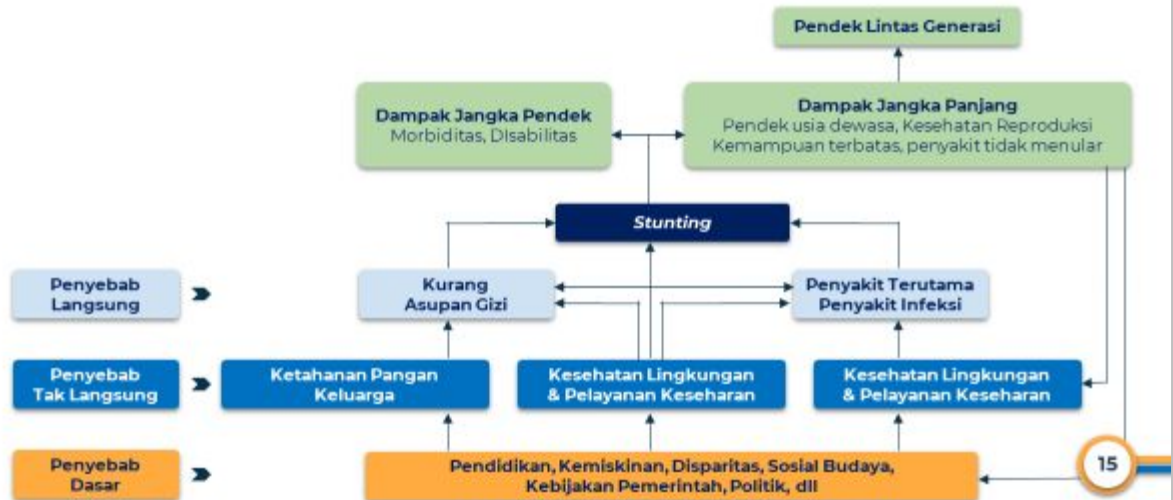 Pendek Lintas Generasi
Dampak Jangka Pendek
Morbiditas, DIsabilitas
Dampak Jangka Panjang
Pendek usia dewasa, Kesehatan Reproduksi
Kemampuan terbatas, penyakit tidak menular
Stunting
Penyebab
Langsung
Kurang
Asupan Gizi
Penyakit Terutama
Penyakit Infeksi
Penyebab
Tak Langsung
Ketahanan Pangan
Keluarga
Kesehatan Lingkungan
& Pelayanan Keseharan
Kesehatan Lingkungan
& Pelayanan Keseharan
Penyebab
Dasar
Pendidikan, Kemiskinan, Disparitas, Sosial Budaya,
Kebijakan Pemerintah, Politik, dll
15